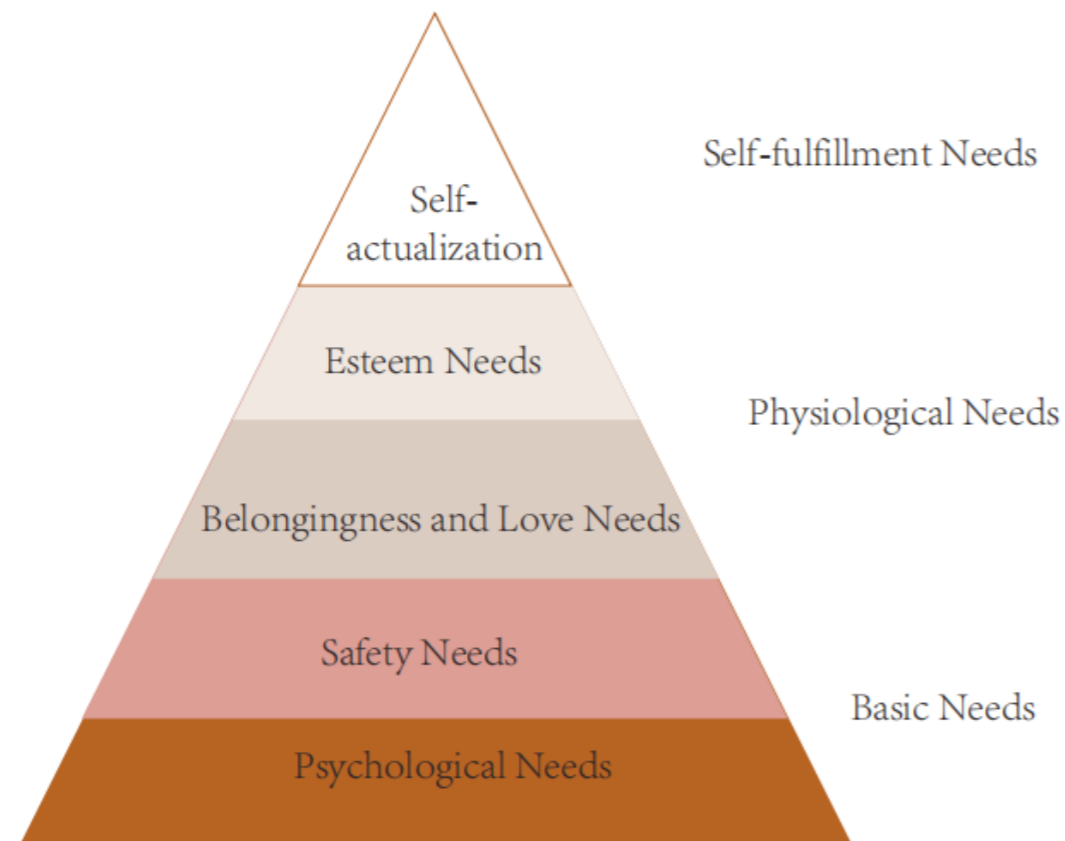 Self-fulfillment Needs
Self-
actualization
Esteem Needs
Physiological Needs
Belongingness and Love Needs
Safety Needs
Basic Needs
Psychological Needs